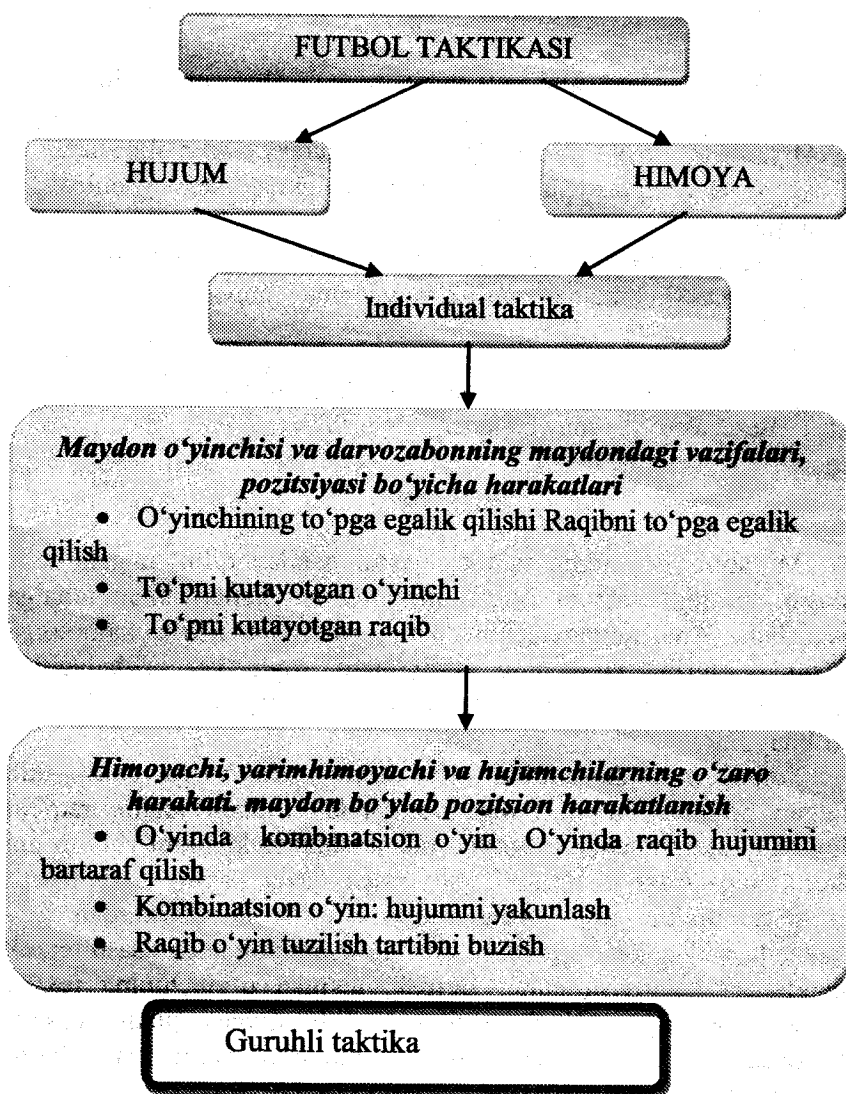 FUTBOL TAKTIKASI
HUJUM
HIMOYA
Individual taktika
Maydon o‘yinchisi va darvozabonning maydondagi vazifalari,
pozitsiyasi bo‘yicha harakatlari
• O‘yinchining to‘pga egalik qilishi Raqibni to‘pga egalik
qilish
• To‘pni kutayotgan o‘yinchi
• To‘pni kutayotgan raqib
Himoyachi, yarimhimoyachi va hujumchilarning o‘zaro
harakati. maydon bo‘ylab pozitsion harakatlanish
• O‘yinda kombinatsion o‘yin O‘yinda raqib hujumini
bartaraf qilish
• Kombinatsion o‘yin: hujumni yakunlash
• Raqib o‘yin tuzilish tartibni buzish
Guruhli taktika